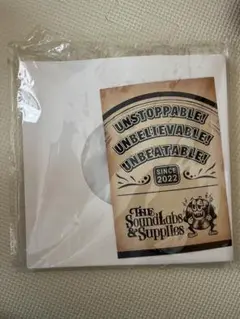 UNSTOPPABLE!
UNBELIEVABLE!
UNBEATABLE!
SINCE
2022
THE
SOUNDLABS
& SUPPLIES